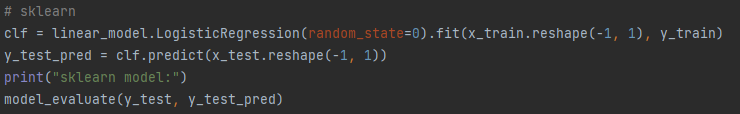 # sklearn
clf = linear_model.LogisticRegression(random_state=0).fit(x_train.reshape(-1, 1), y_train)
y_test_pred = clf.predict(x_test.reshape(-1, 1))
print("sklearn model:")
model_evaluate(y_test, y_test_pred)